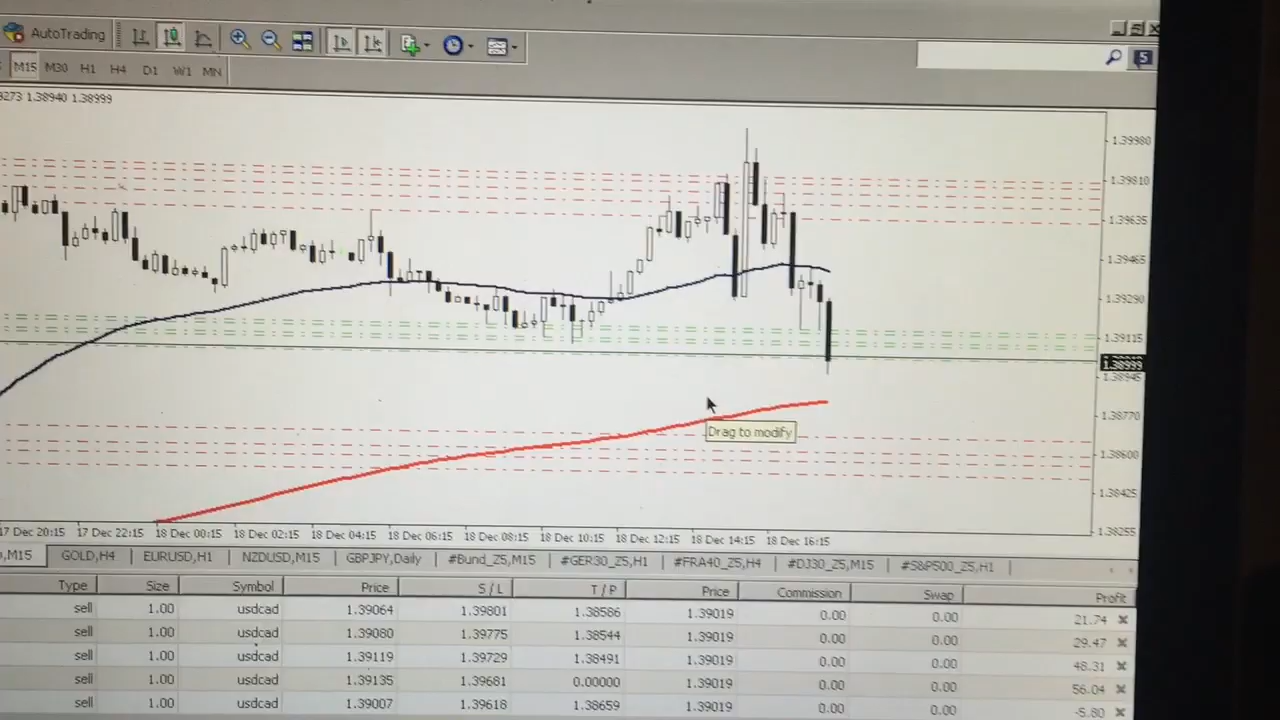 AutoTrading
M15 M30 H1 H4 D1 W1 MN
5
9273 1.38940 1.38999
1.39980
1.39810
1.39635
1.39465
1.39290
1.39115
1.38999
1.38945
1.38770
1.38600
1.38425
1.38255
Drag to modify
17 Dec 20:15 17 Dec 22:15 18 Dec 00:15 18 Dec 02:15 18 Dec 04:15 18 Dec 06:15 18 Dec 08:15 18 Dec 10:15 18 Dec 12:15 18 Dec 14:15 18 Dec 16:15
,M15 GOLD,H4 EURUSD,H1 NZDUSD,M15 GBPJPY,Daily #Bund_Z5,M15 #GER30_Z5,H1 #FRA40_Z5,H4 #DJ30_Z5,M15 #S&P500_Z5,H1
Type Size Symbol Price S / L T / P Price Commission Swap Profit
sell 1.00 usdcad 1.39064 1.39801 1.38586 1.39019 0.00 0.00 21.74
sell 1.00 usdcad 1.39080 1.39775 1.38544 1.39019 0.00 0.00 29.47
sell 1.00 usdcad 1.39119 1.39729 1.38491 1.39019 0.00 0.00 48.31
sell 1.00 usdcad 1.39135 1.39681 0.00000 1.39019 0.00 0.00 56.04
sell 1.00 usdcad 1.39007 1.39618 1.38659 1.39019 0.00 0.00 -5.80